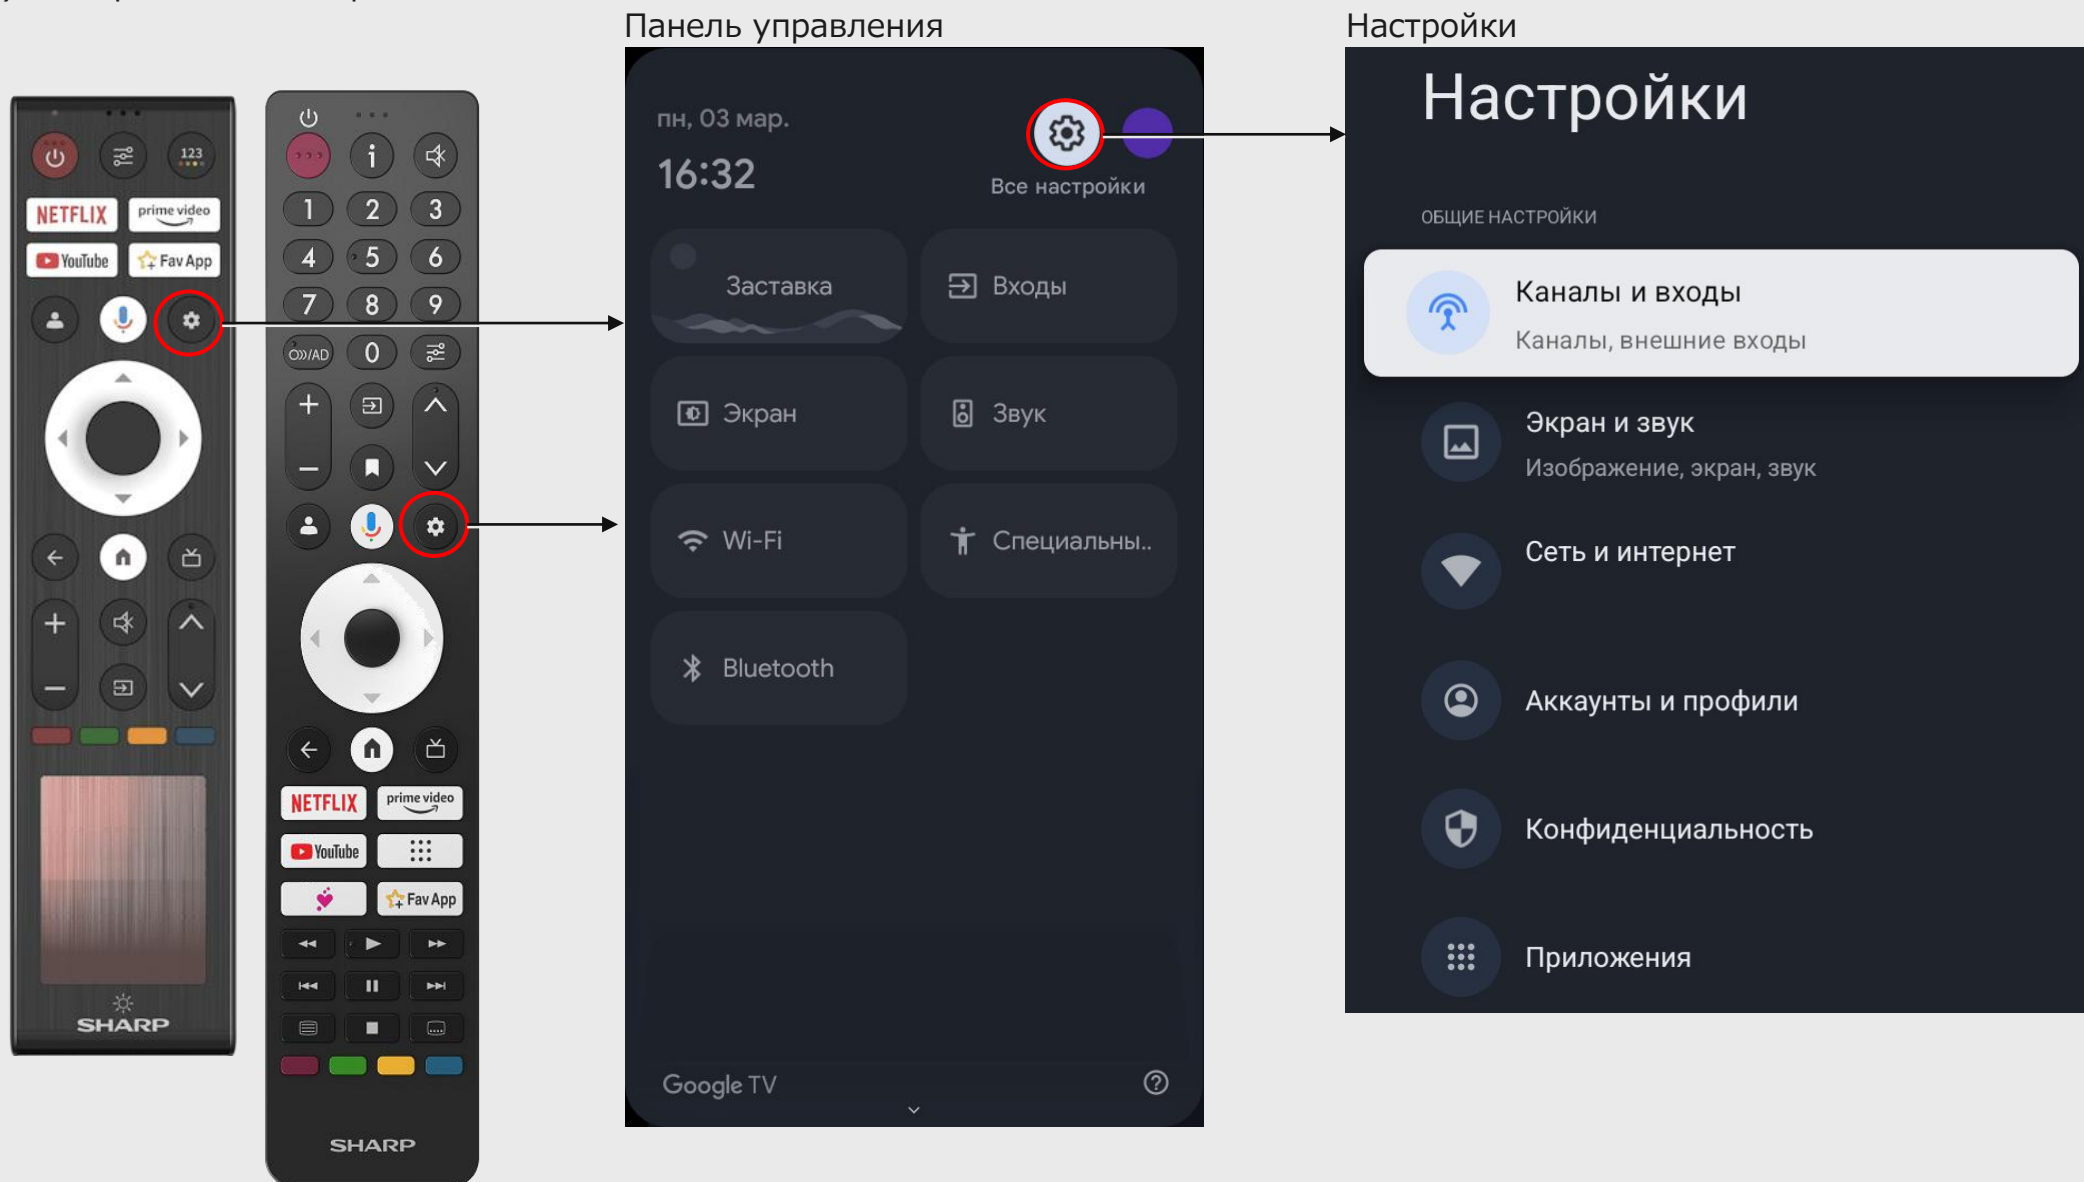 Панель управления
Настройки
123
NETFLIX
prime video
YouTube
Fav App
SHARP
i
1 2 3
4 5 6
7 8 9
O)))/AD 0
NETFLIX
prime video
YouTube
Fav App
SHARP
пн, 03 мар.
16:32
Все настройки
Заставка
Входы
Экран
Звук
Wi-Fi
Специальны..
Bluetooth
Google TV
Настройки
ОБЩИЕ НАСТРОЙКИ
Каналы и входы
Каналы, внешние входы
Экран и звук
Изображение, экран, звук
Сеть и интернет
Аккаунты и профили
Конфиденциальность
Приложения